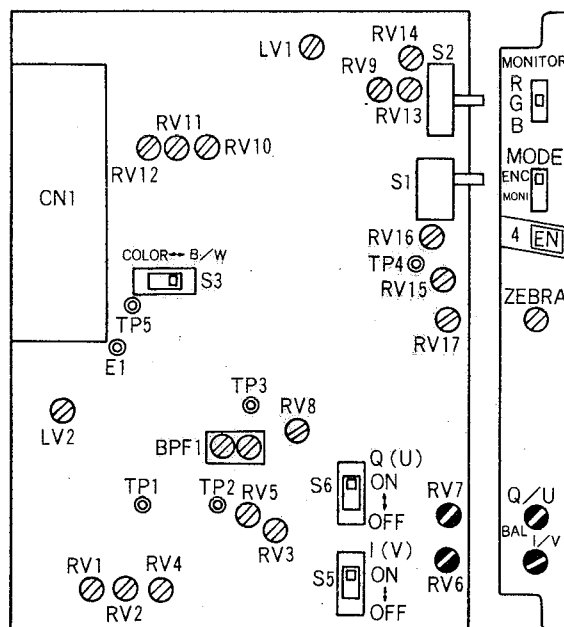 LV1
RV14
S2
RV9
RV13
MONITOR
R
G
B
RV11
RV10
RV12
CN1
S1
MODE
ENC
MONI
RV16
4 EN
COLOR↔B/W
S3
TP4
RV15
TP5
ZEBRA
RV17
E1
TP3
RV8
LV2
BPF1
Q(U)
S6
ON
↕
OFF
TP1
TP2
RV5
RV3
RV7
Q/U
BAL
I/V
I(V)
S5
ON
↕
OFF
RV6
RV1
RV4
RV2